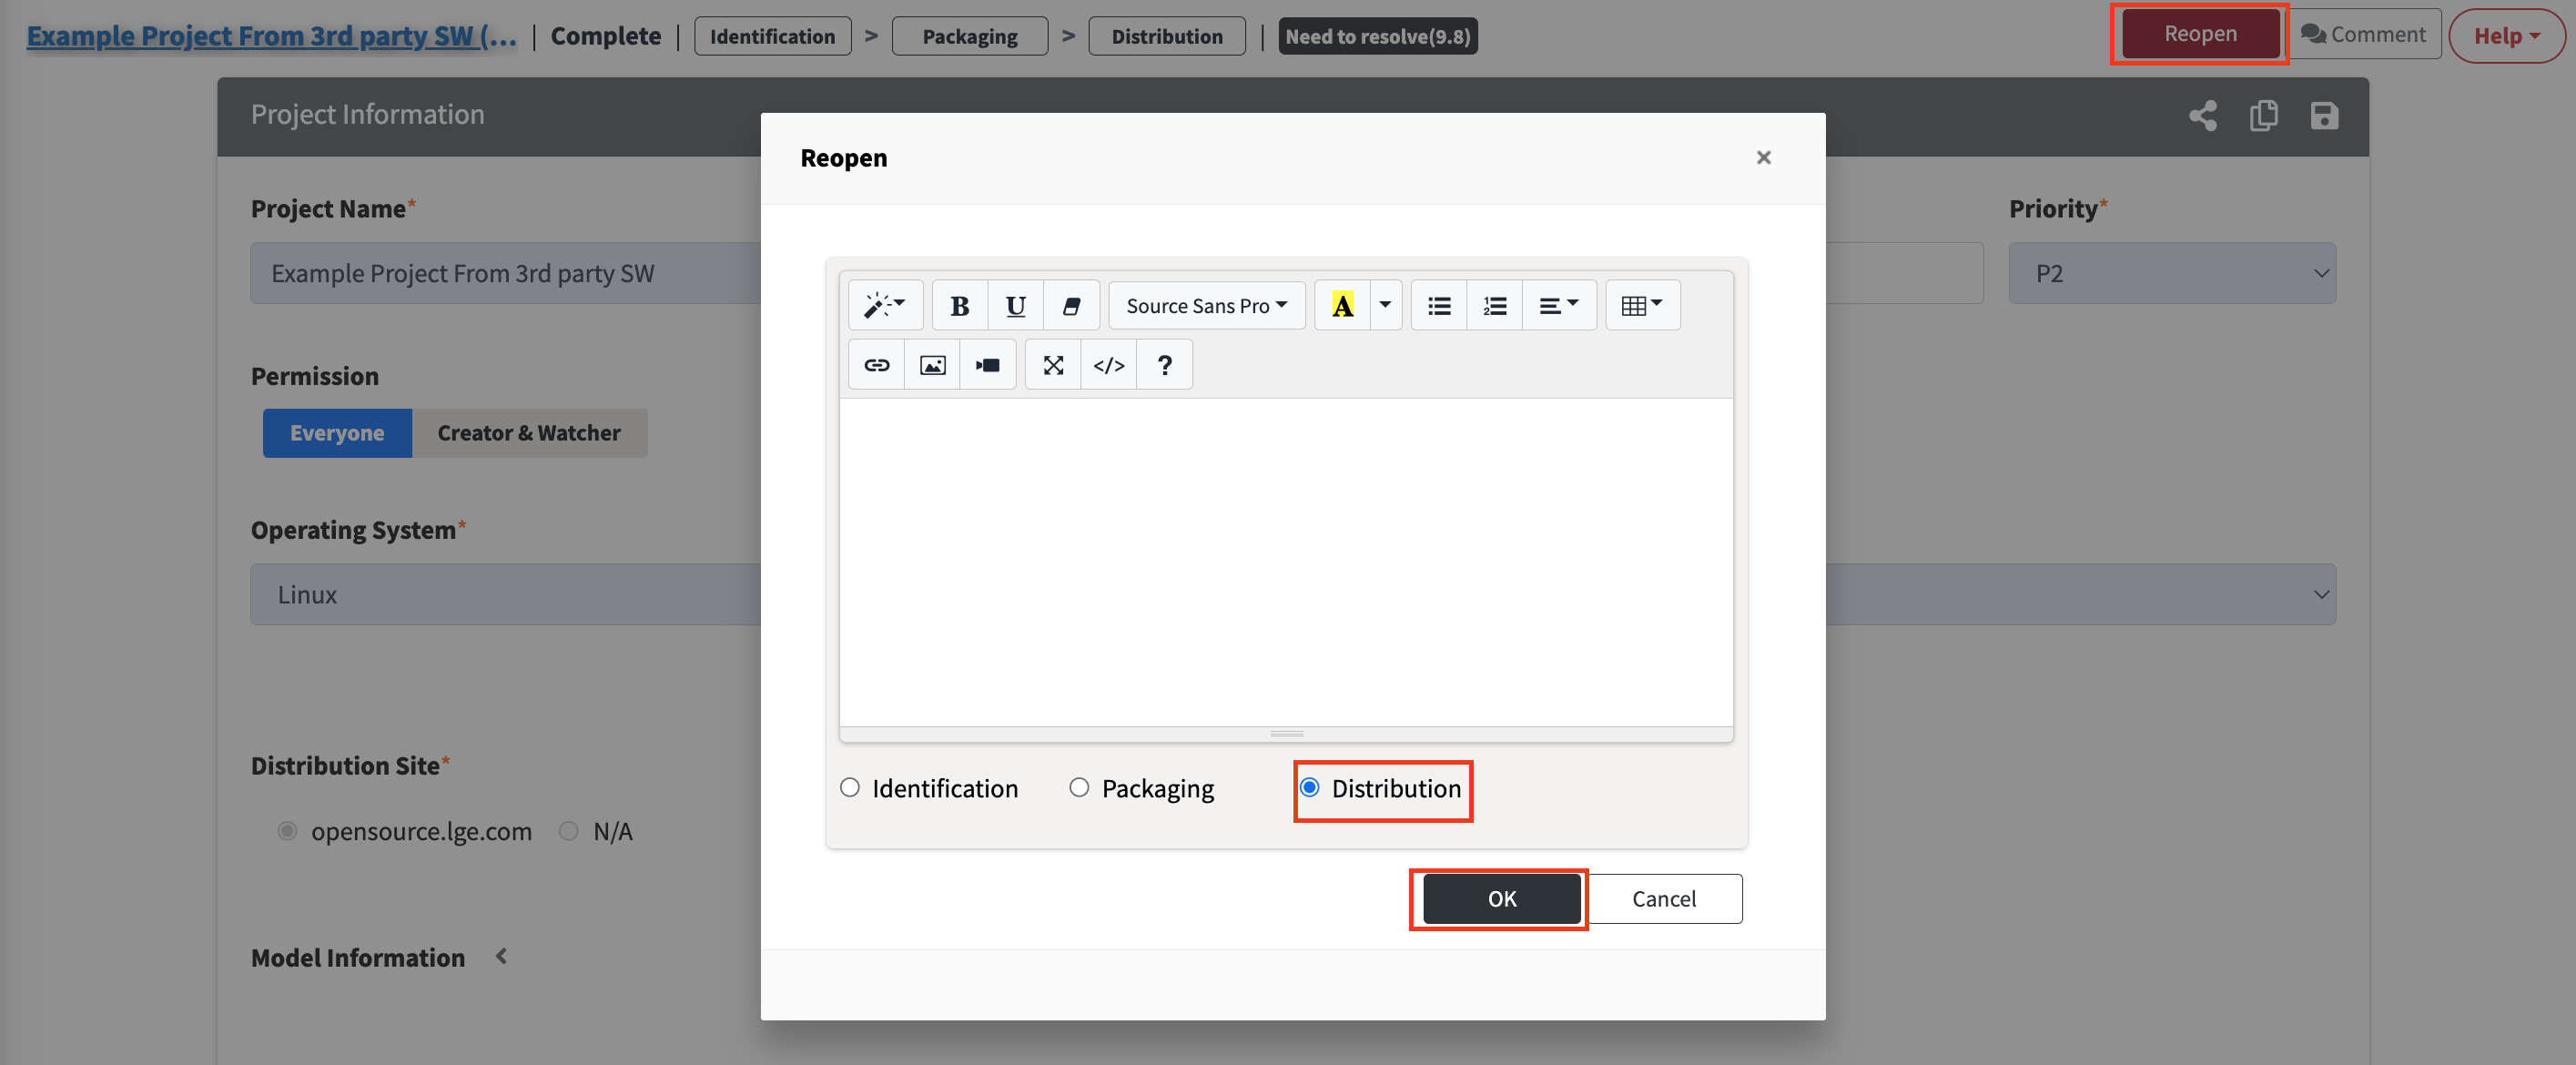 Example Project From 3rd party SW (... | Complete | Identification > Packaging > Distribution | Need to resolve(9.8) Reopen Comment Help
Project Information
Reopen ×
Project Name* Priority*
Example Project From 3rd party SW P2
B U Source Sans Pro A
</> ?
Permission
Everyone Creator & Watcher
Operating System*
Linux
Distribution Site*
Identification Packaging Distribution
opensource.lge.com N/A
OK Cancel
Model Information